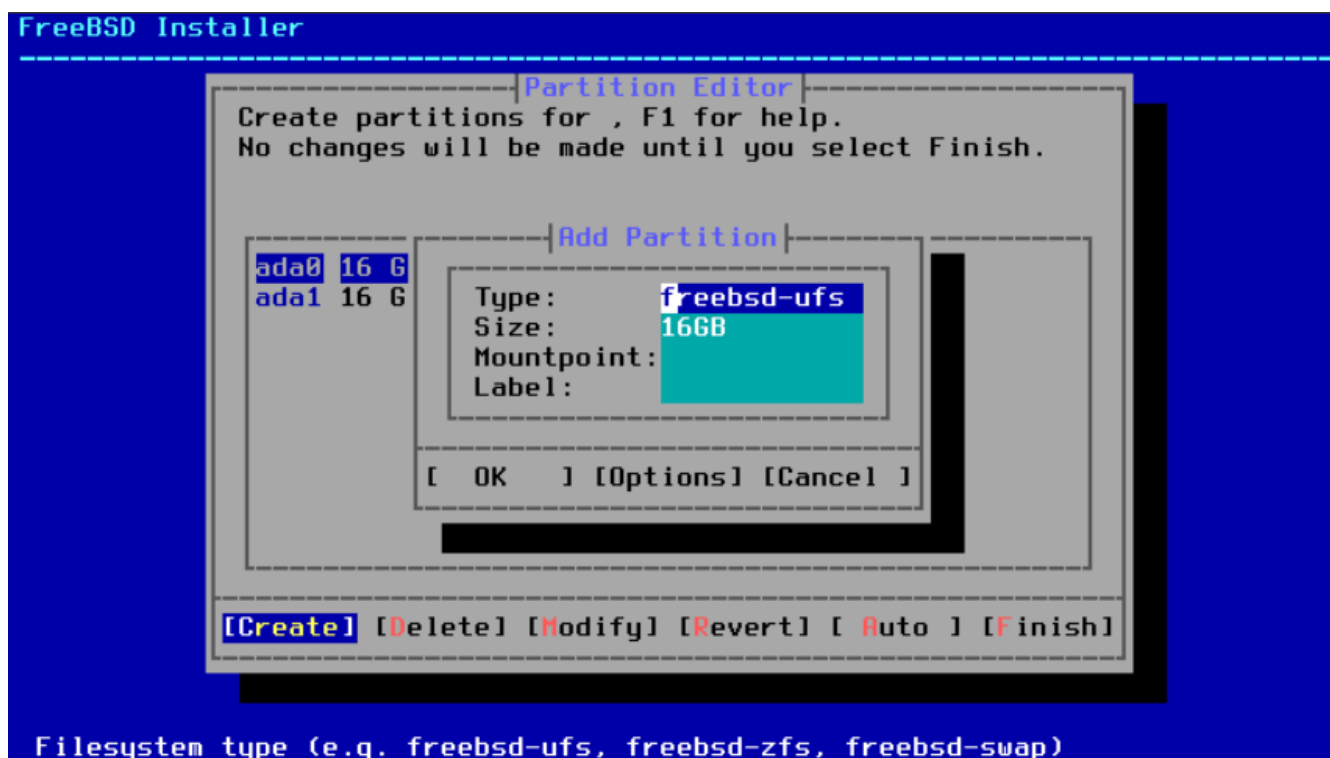 FreeBSD Installer
Partition Editor
Create partitions for , F1 for help.
No changes will be made until you select Finish.
Add Partition
ada0 16 G
ada1 16 G
Type: freebsd-ufs
Size: 16GB
Mountpoint:
Label:
[ OK ] [Options] [Cancel ]
[Create] [Delete] [Modify] [Revert] [ Auto ] [Finish]
Filesystem type (e.g. freebsd-ufs, freebsd-zfs, freebsd-swap)